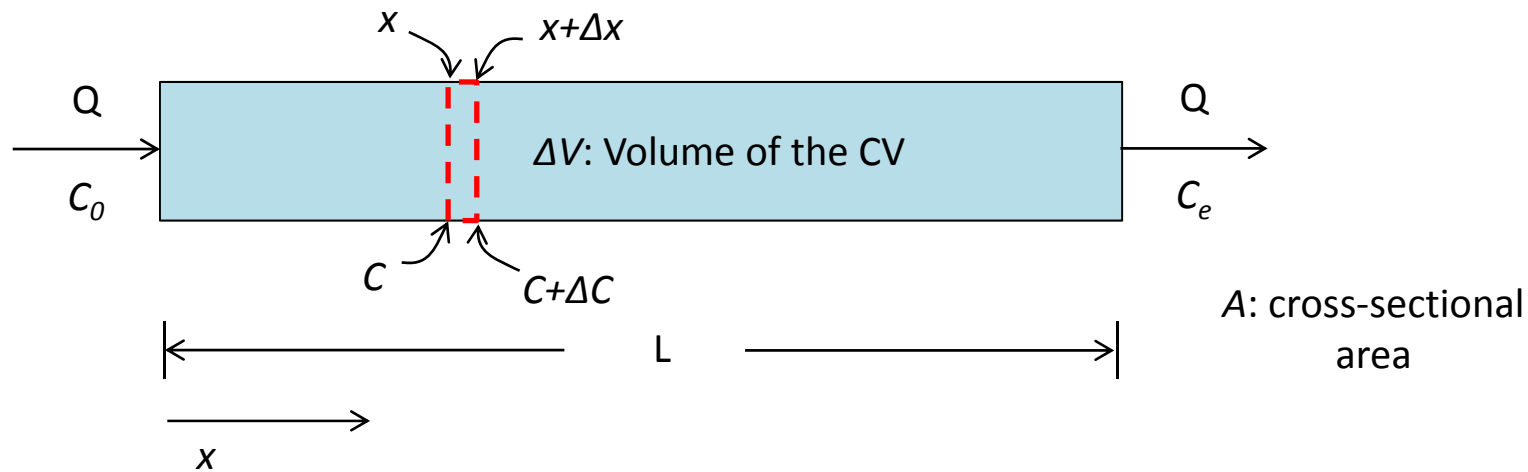 x
x+Δx
Q
C₀
ΔV: Volume of the CV
Q
Cₑ
C
C+ΔC
A: cross-sectional
area
L
x